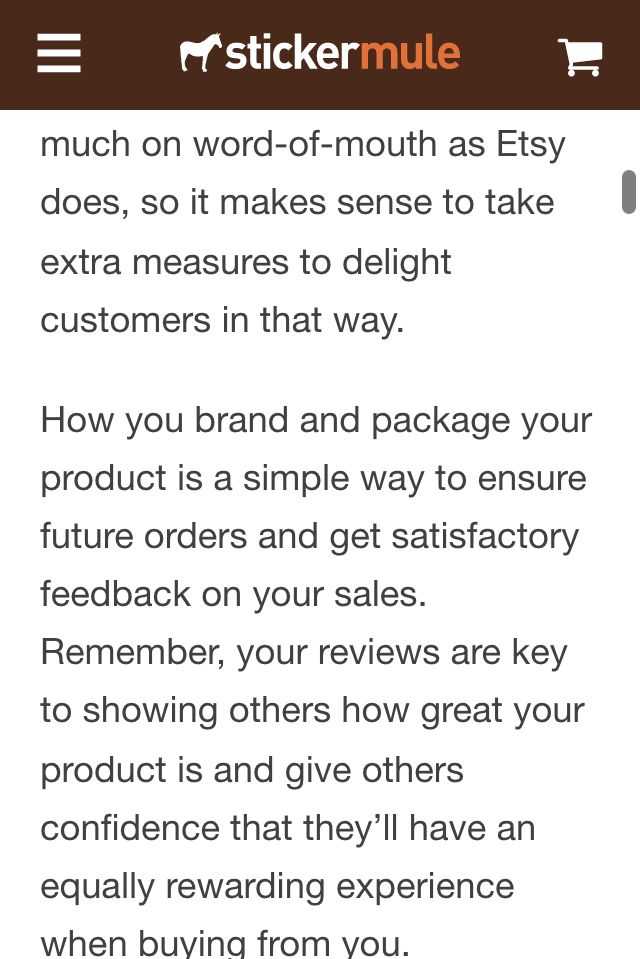 stickermule
much on word-of-mouth as Etsy
does, so it makes sense to take
extra measures to delight
customers in that way.
How you brand and package your
product is a simple way to ensure
future orders and get satisfactory
feedback on your sales.
Remember, your reviews are key
to showing others how great your
product is and give others
confidence that they’ll have an
equally rewarding experience
when buying from you.